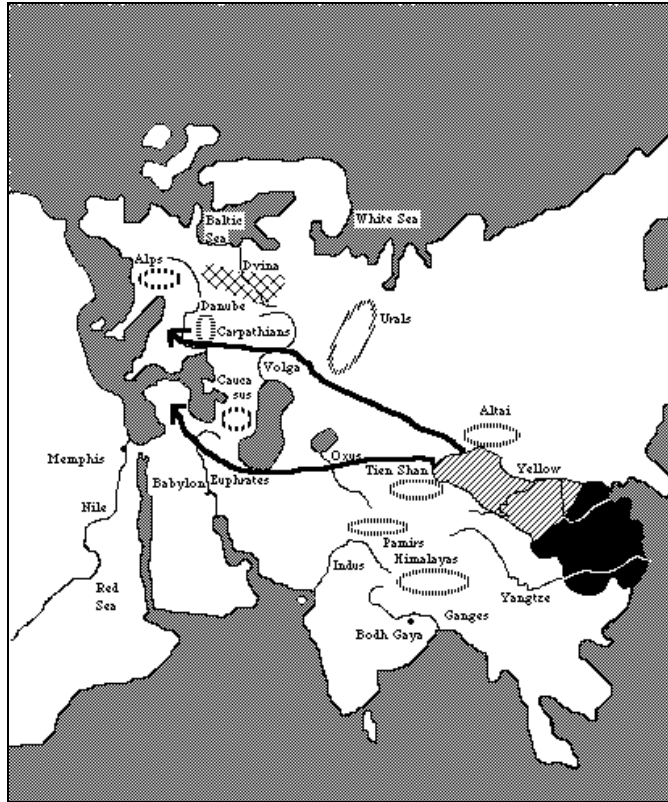 Baltic
Sea
White Sea
Alps
Dvina
Danube
Carpathians
Urals
Volga
Cauca
sus
Altai
Memphis
Babylon
Euphrates
Oxus
Tien Shan
Yellow
Nile
Pamirs
Red
Sea
Indus
Himalayas
Yangtze
Ganges
Bodh Gaya